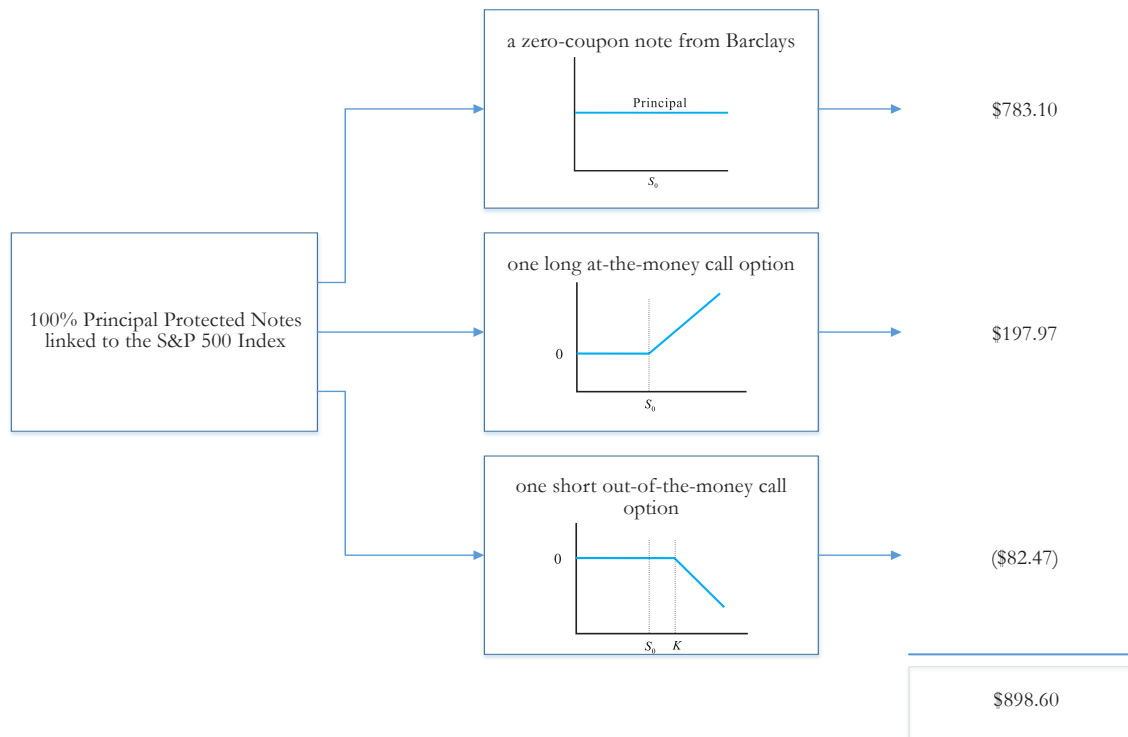 a zero-coupon note from Barclays
Principal
S₀
$783.10
100% Principal Protected Notes
linked to the S&P 500 Index
one long at-the-money call option
0
S₀
$197.97
one short out-of-the-money call
option
0
S₀ K
($82.47)
$898.60